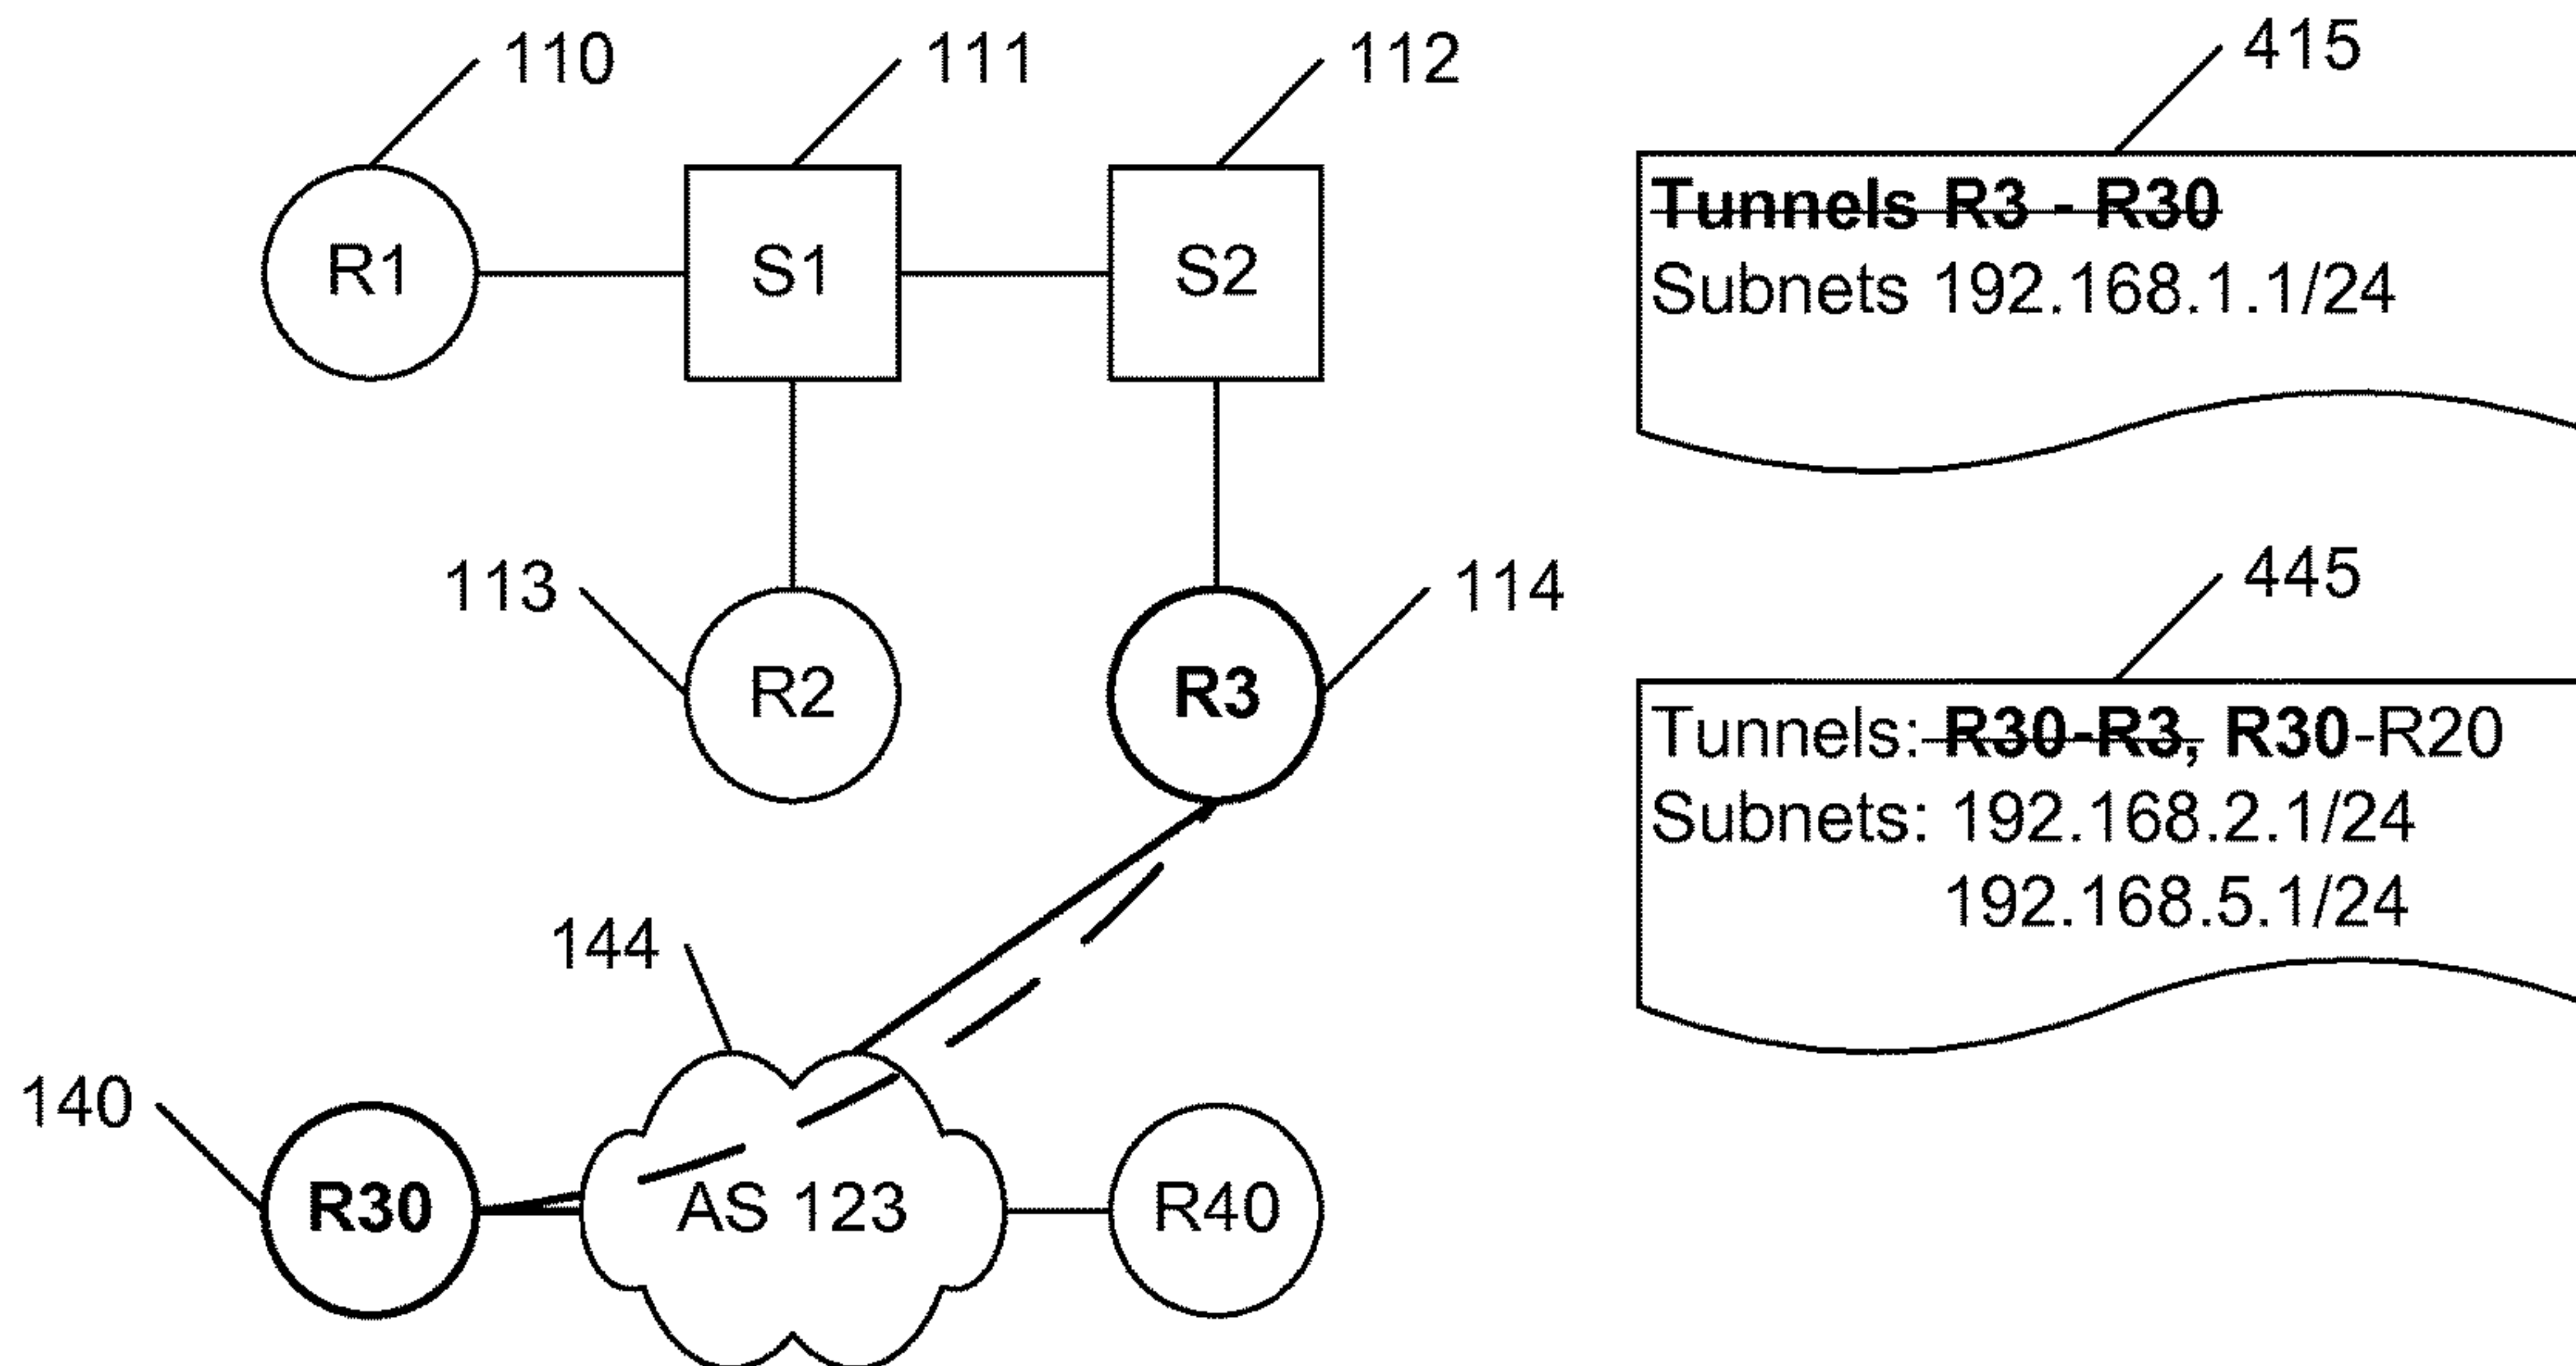 110
111
112
415
R1
S1
S2
Tunnels R3 - R30
Subnets 192.168.1.1/24
113
R2
R3
114
445
Tunnels: R30-R3, R30-R20
Subnets: 192.168.2.1/24
192.168.5.1/24
144
140
R30
AS 123
R40